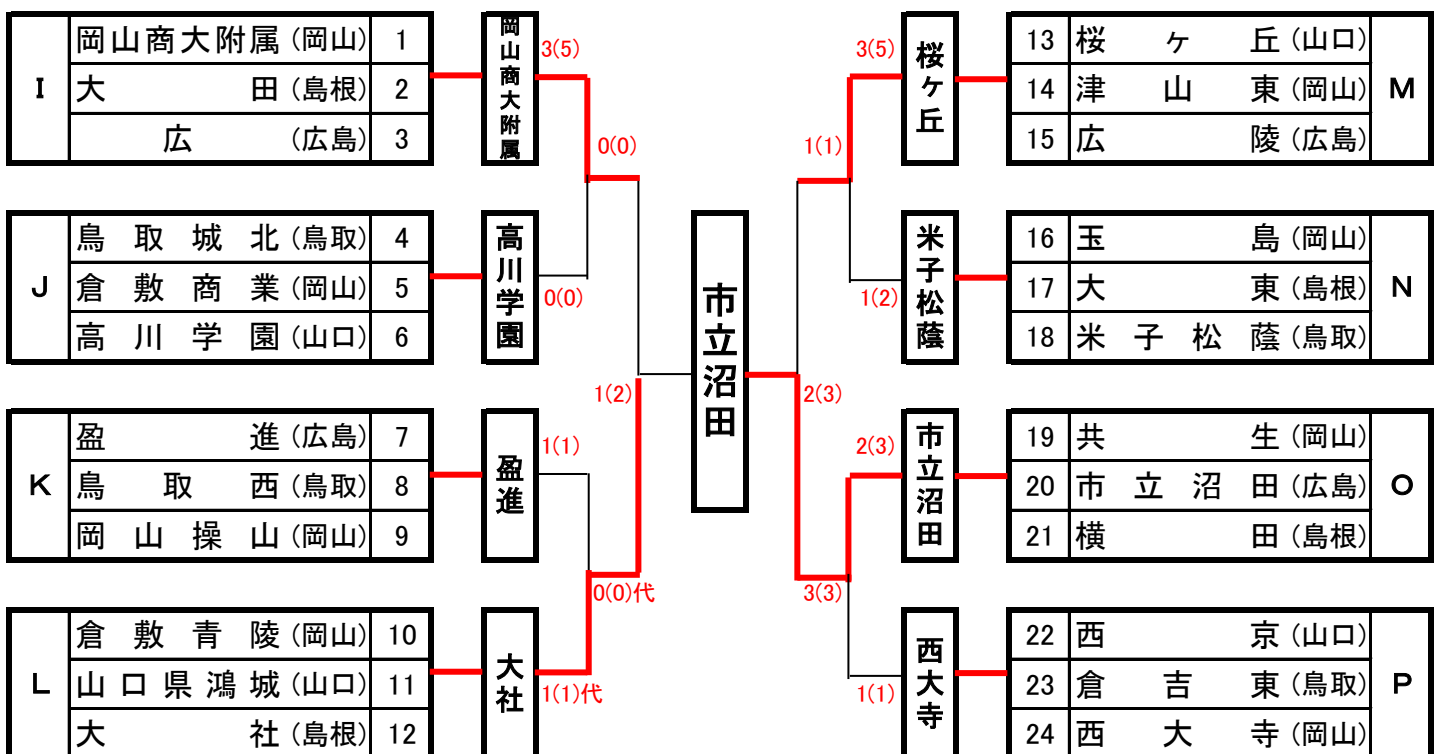 I
岡山商大附属(岡山) 1
大田(島根) 2
広(広島) 3
岡山商大附属
3(5)
J
鳥取城北(鳥取) 4
倉敷商業(岡山) 5
高川学園(山口) 6
高川学園
0(0)
0(0)
K
盈進(広島) 7
鳥取西(鳥取) 8
岡山操山(岡山) 9
盈進
1(1)
L
倉敷青陵(岡山) 10
山口県鴻城(山口) 11
大社(島根) 12
大社
1(1)代
0(0)代
1(2)
市立沼田
2(3)
1(1)
3(3)
3(5)
桜ヶ丘
13 桜ヶ丘(山口)
14 津山東(岡山)
15 広陵(広島)
M
1(2)
米子松蔭
16 玉島(岡山)
17 大東(島根)
18 米子松蔭(鳥取)
N
2(3)
市立沼田
19 共生(岡山)
20 市立沼田(広島)
21 横田(島根)
O
1(1)
西大寺
22 西京(山口)
23 倉吉東(鳥取)
24 西大寺(岡山)
P